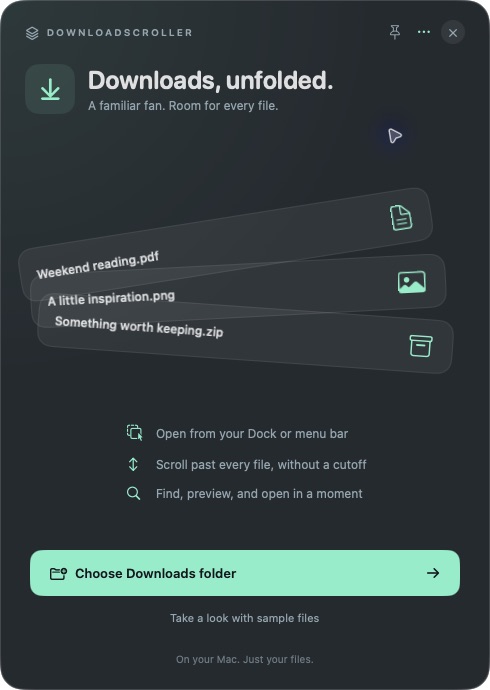 DOWNLOADSCROLLER
Downloads, unfolded.
A familiar fan. Room for every file.
Weekend reading.pdf
A little inspiration.png
Something worth keeping.zip
Open from your Dock or menu bar
Scroll past every file, without a cutoff
Find, preview, and open in a moment
Choose Downloads folder
Take a look with sample files
On your Mac. Just your files.